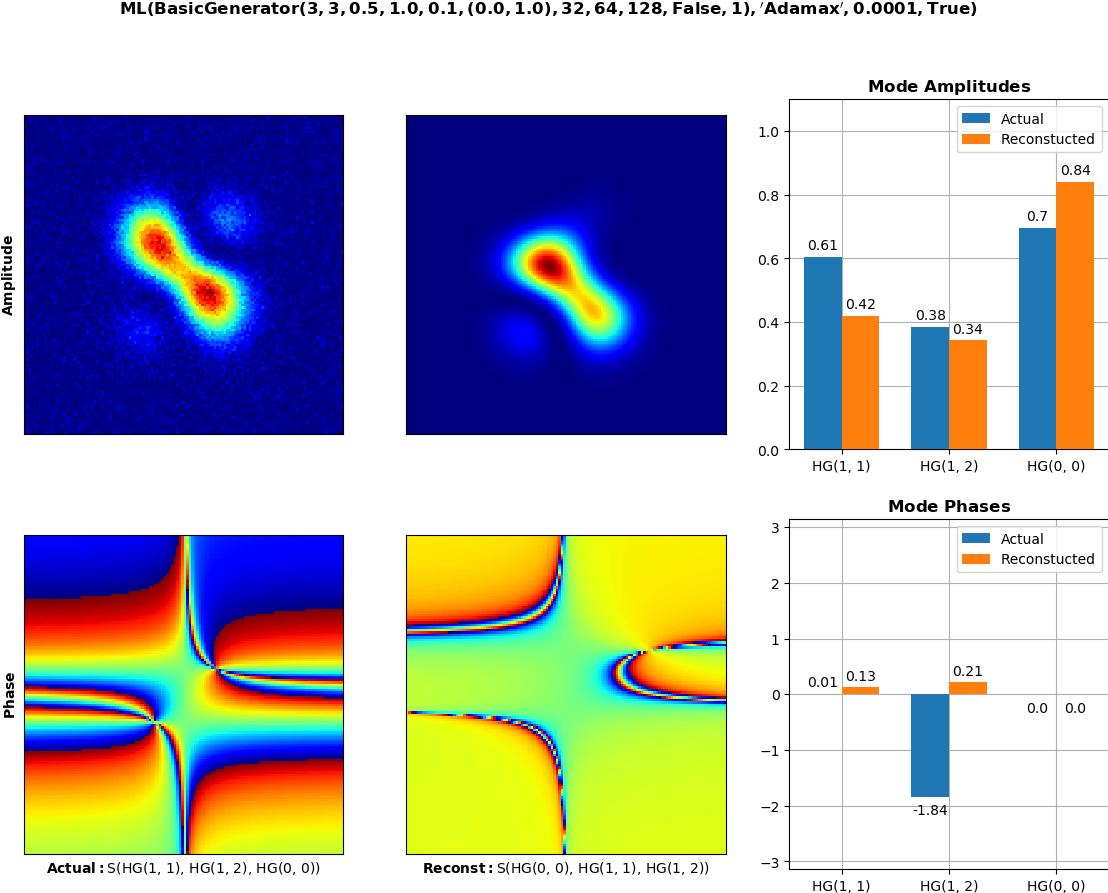 ML(BasicGenerator(3, 3, 0.5, 1.0, 0.1, (0.0, 1.0), 32, 64, 128, False, 1), 'Adamax', 0.0001, True)
Amplitude
Mode Amplitudes
Actual
Reconstucted
1.0
0.8
0.6
0.4
0.2
0.0
0.61
0.42
0.38
0.34
0.7
0.84
HG(1, 1)
HG(1, 2)
HG(0, 0)
Phase
Actual: S(HG(1, 1), HG(1, 2), HG(0, 0))
Reconst: S(HG(0, 0), HG(1, 1), HG(1, 2))
Mode Phases
Actual
Reconstucted
3
2
1
0
−1
−2
−3
0.01
0.13
-1.84
0.21
0.0
0.0
HG(1, 1)
HG(1, 2)
HG(0, 0)